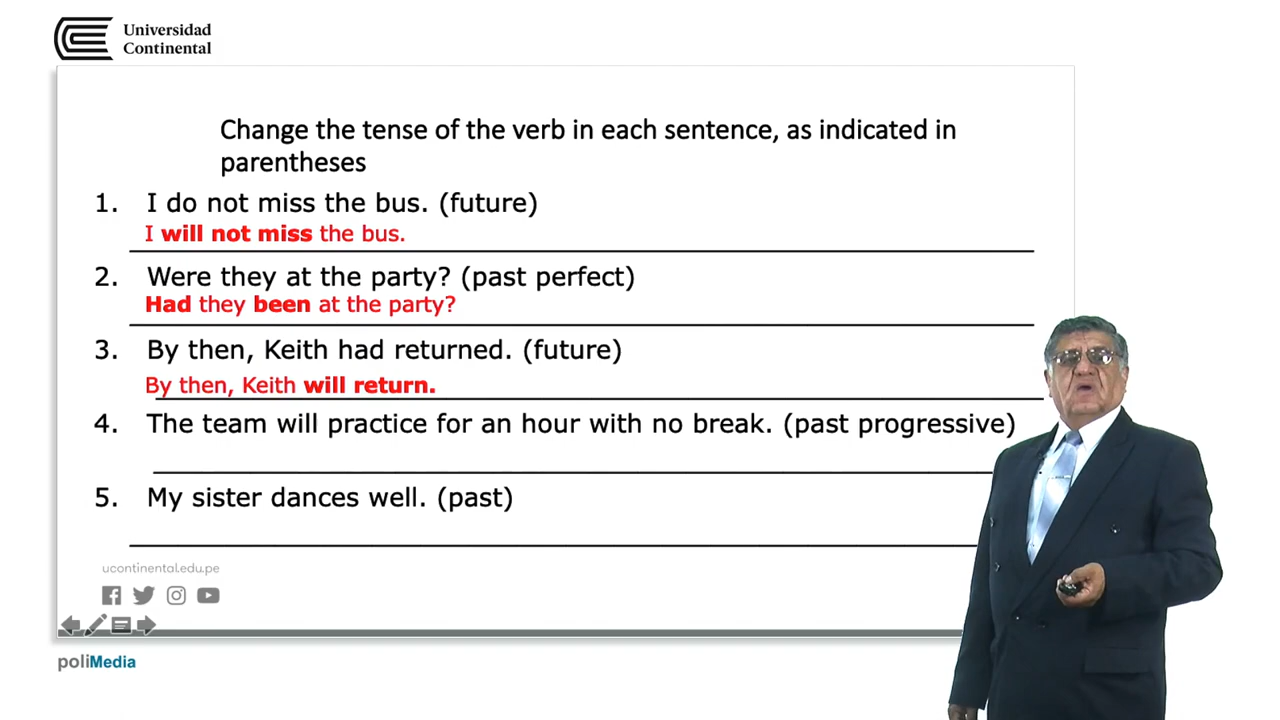 Universidad
Continental
Change the tense of the verb in each sentence, as indicated in
parentheses
1. I do not miss the bus. (future)
I will not miss the bus.
2. Were they at the party? (past perfect)
Had they been at the party?
3. By then, Keith had returned. (future)
By then, Keith will return.
4. The team will practice for an hour with no break. (past progressive)
5. My sister dances well. (past)
ucontinental.edu.pe
poliMedia